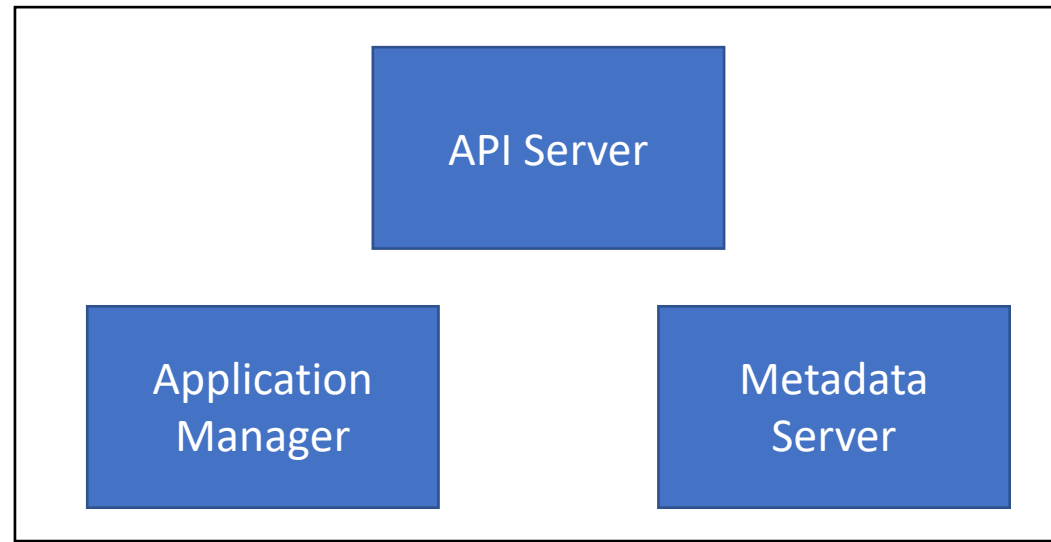 API Server
Application
Manager
Metadata
Server